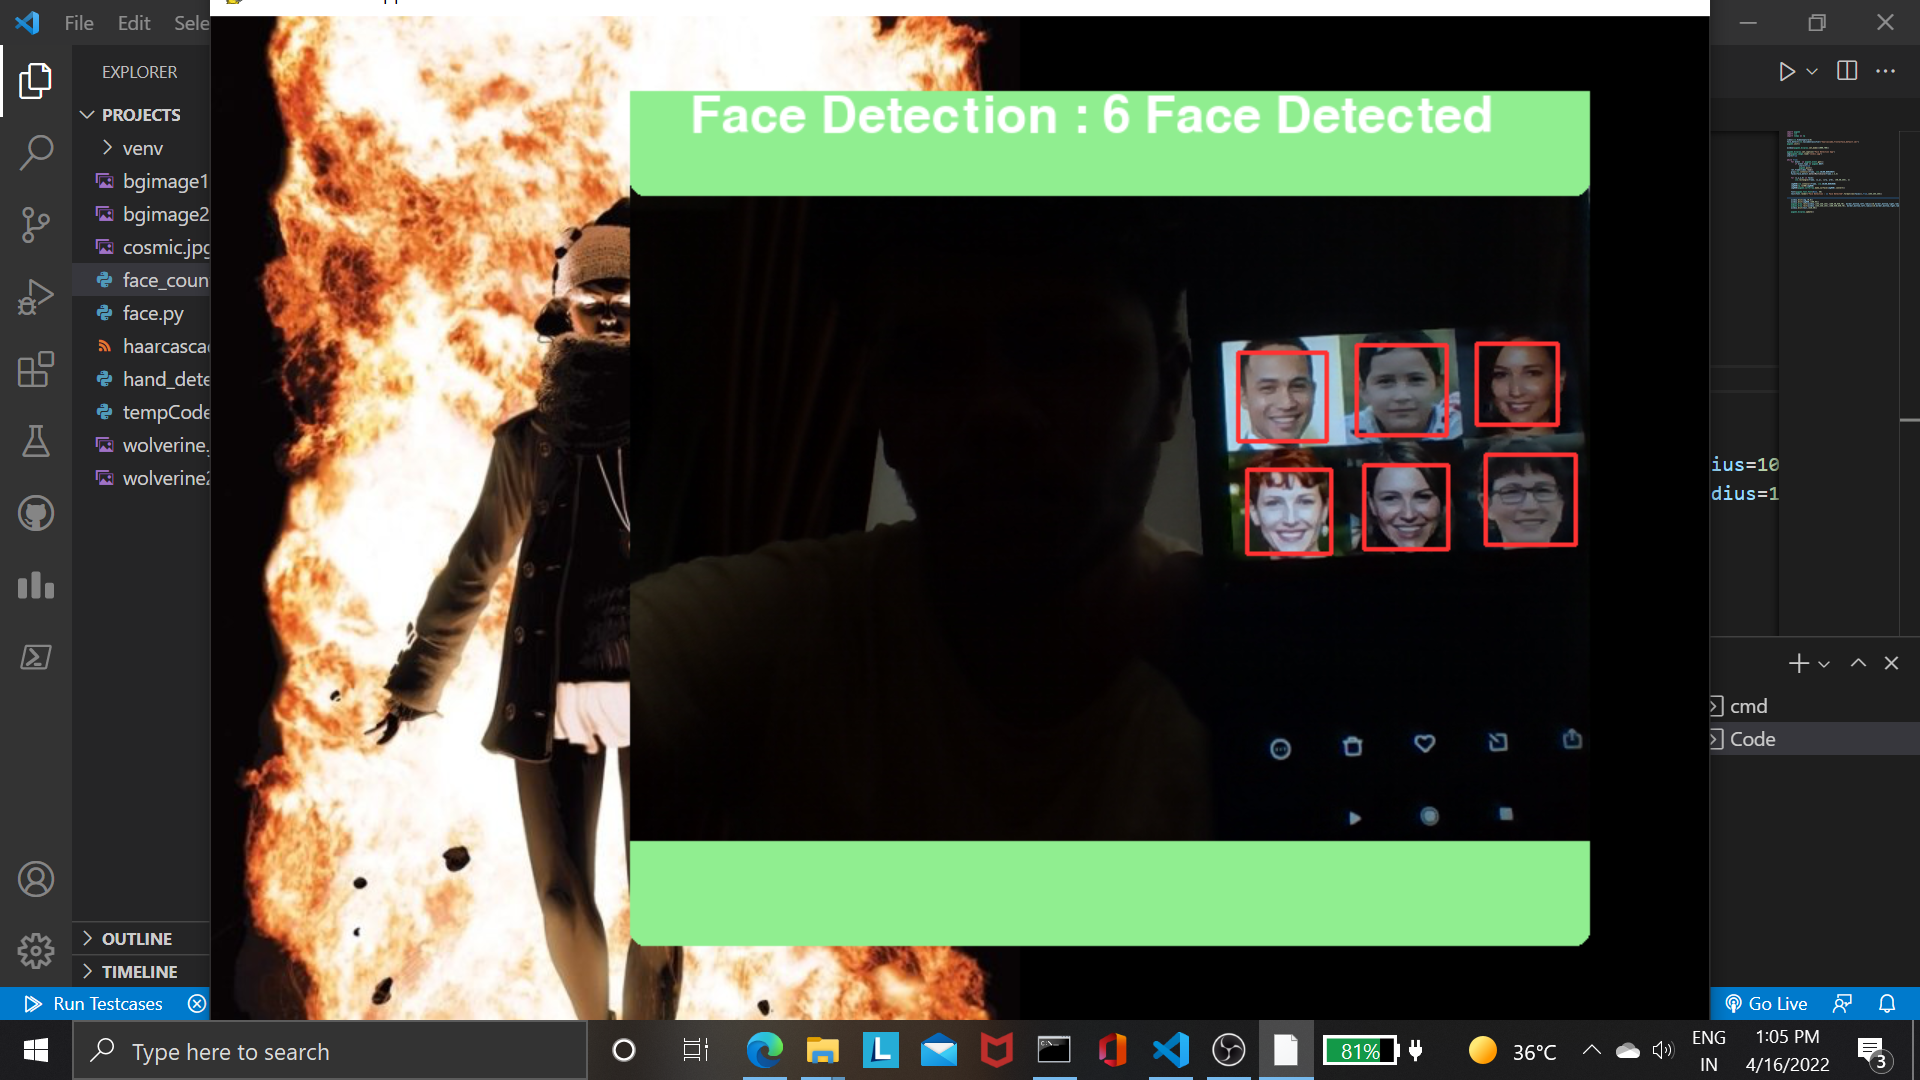 File Edit Sele
EXPLORER
PROJECTS
venv
bgimage1
bgimage2
cosmic.jpg
face_coun
face.py
haarcasca
hand_dete
tempCode
wolverine.
wolverine2
OUTLINE
TIMELINE
Run Testcases
Face Detection : 6 Face Detected
ius=10
dius=1
cmd
Code
Go Live
Type here to search
L
81%
36°C
ENG
IN
1:05 PM
4/16/2022
3